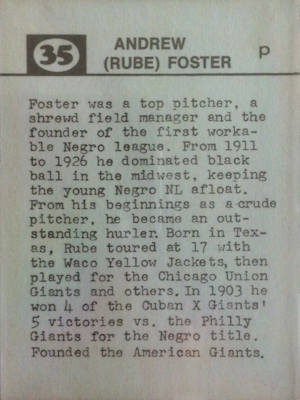 35
ANDREW
(RUBE) FOSTER
p
Foster was a top pitcher, a
shrewd field manager and the
founder of the first worka-
ble Negro league. From 1911
to 1926 he dominated black
ball in the midwest, keeping
the young Negro NL afloat.
From his beginnings as a crude
pitcher, he became an out-
standing hurler. Born in Tex-
as, Rube toured at 17 with
the Waco Yellow Jackets, then
played for the Chicago Union
Giants and others. In 1903 he
won 4 of the Cuban X Giants'
5 victories vs. the Philly
Giants for the Negro title.
Founded the American Giants.